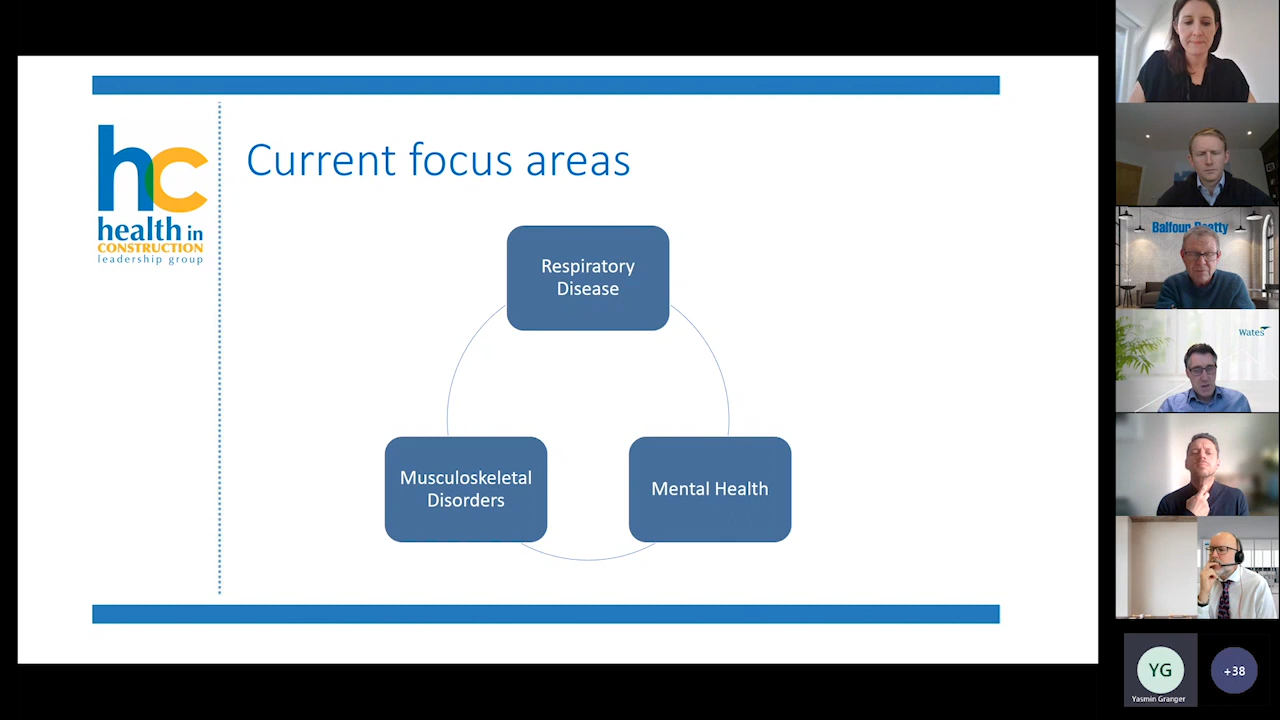 hc
health in
CONSTRUCTION
leadership group
Current focus areas
Respiratory
Disease
Musculoskeletal
Disorders
Mental Health
Balfour Beatty
Wates
YG
Yasmin Granger
+38